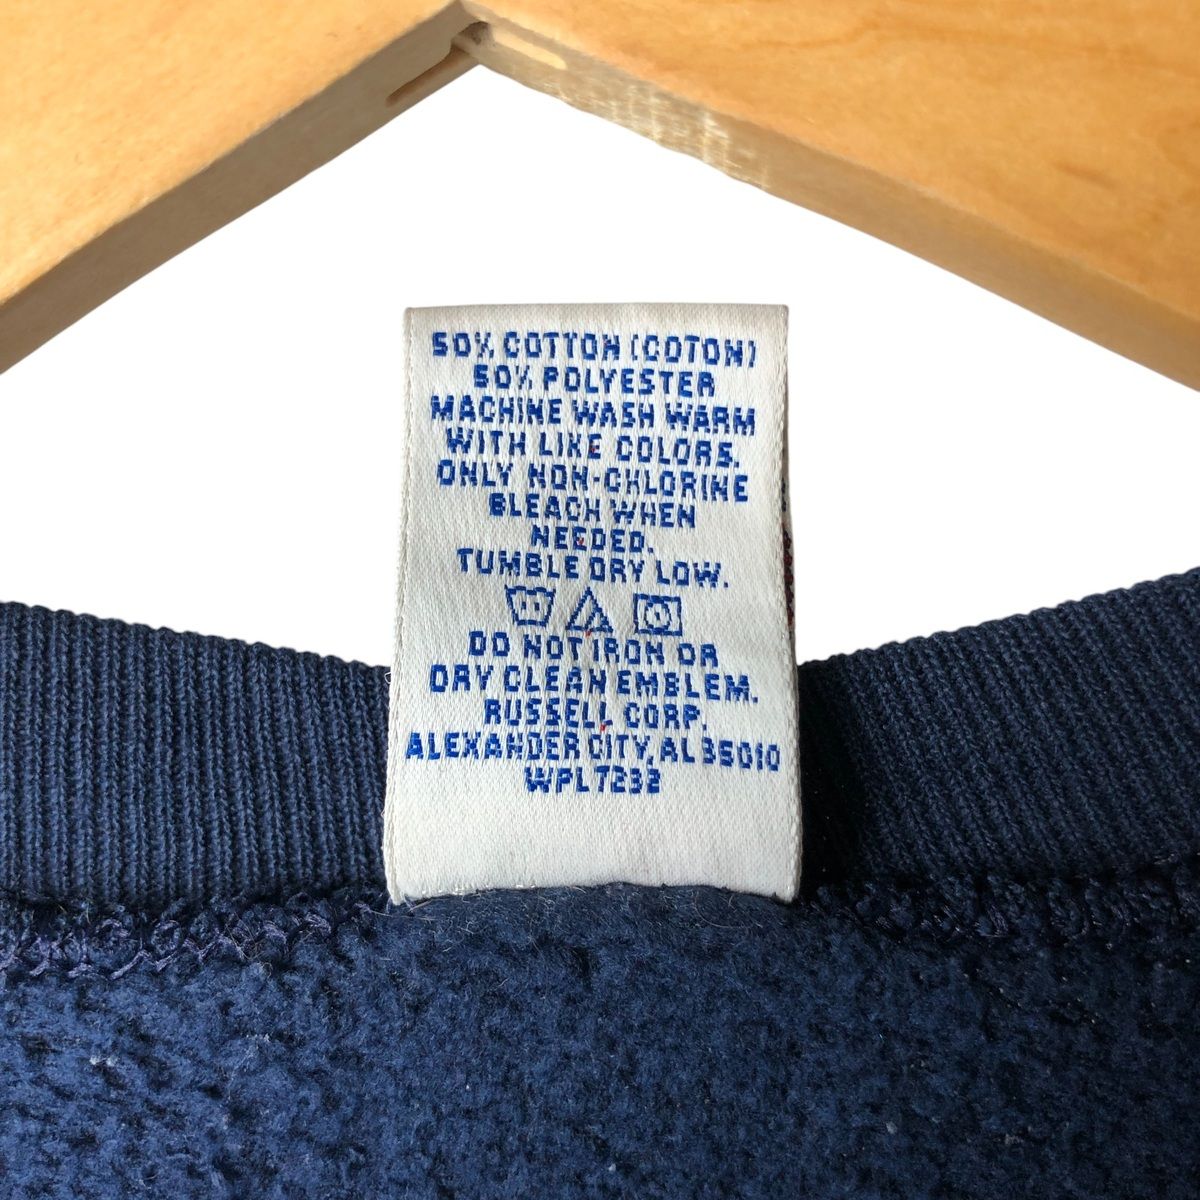 50% COTTON (COTON)
50% POLYESTER
MACHINE WASH WARM
WITH LIKE COLORS.
ONLY NON-CHLORINE
BLEACH WHEN
NEEDED.
TUMBLE DRY LOW.
DO NOT IRON OR
DRY CLEAN EMBLEM.
RUSSELL CORP.
ALEXANDER CITY, AL 35010
WPL 7232